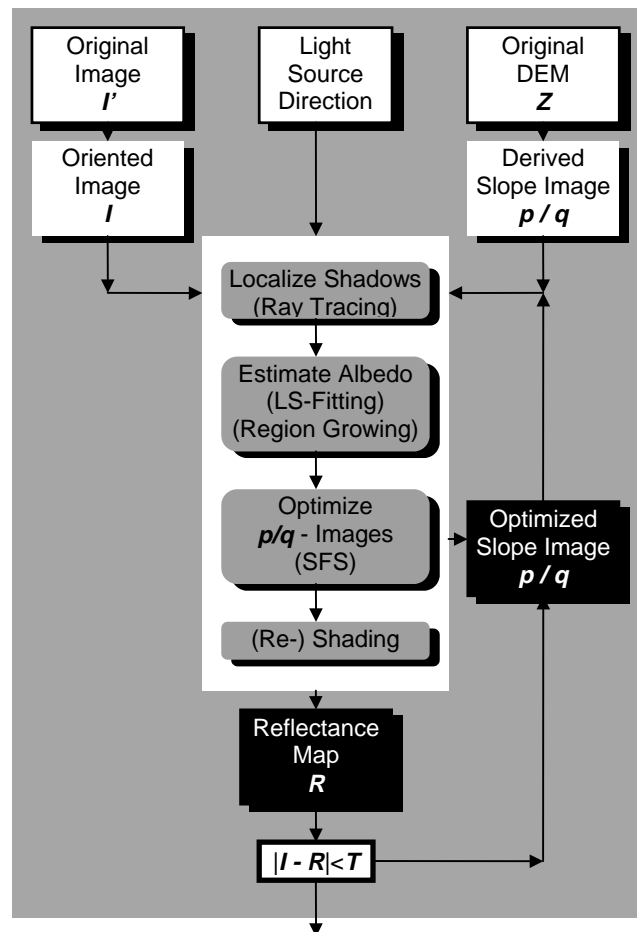 Original
Image
I’
Light
Source
Direction
Original
DEM
Z
Oriented
Image
I
Derived
Slope Image
p / q
Localize Shadows
(Ray Tracing)
Estimate Albedo
(LS-Fitting)
(Region Growing)
Optimize
p/q - Images
(SFS)
Optimized
Slope Image
p / q
(Re-) Shading
Reflectance
Map
R
|I - R|<T